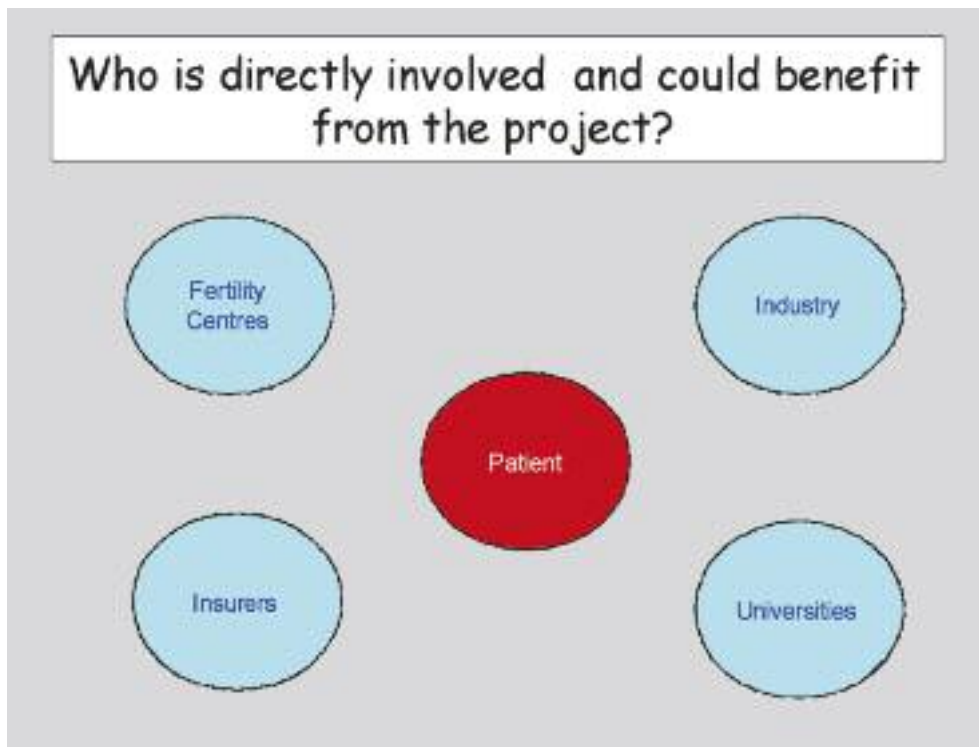 Who is directly involved and could benefit
from the project?
Fertility
Centres
Industry
Patient
Insurers
Universities